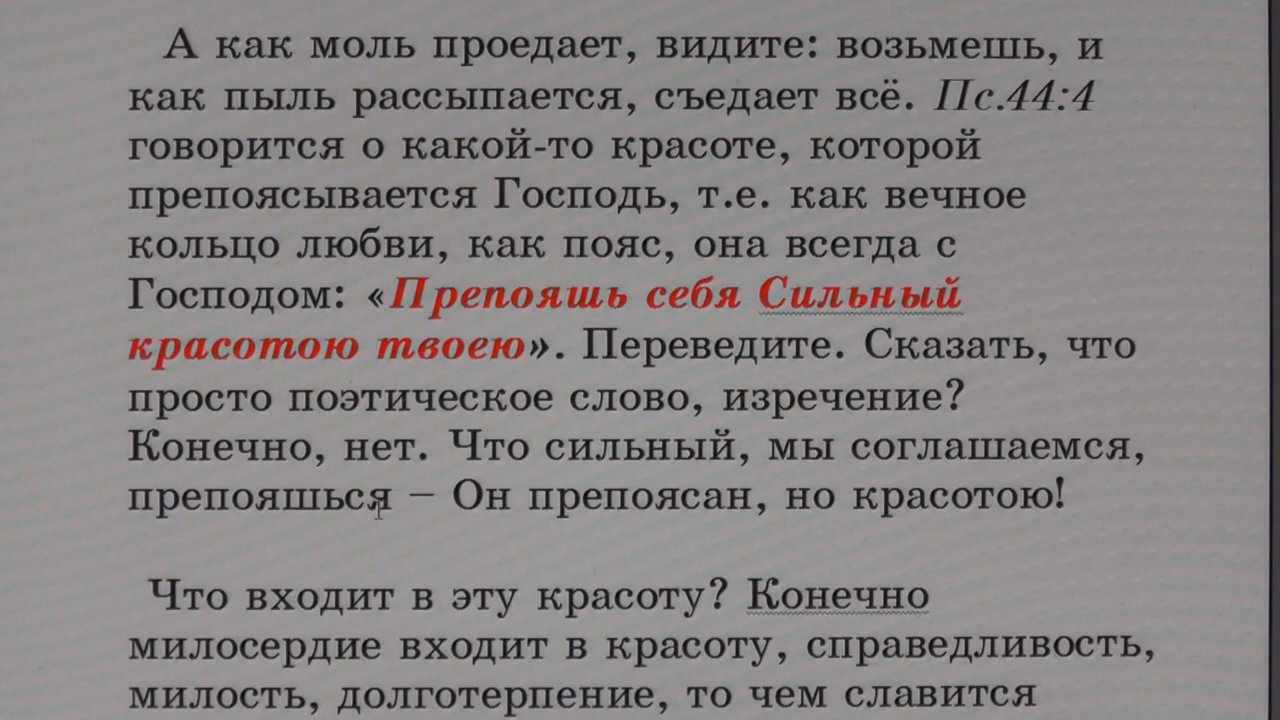 А как моль проедает, видите: возьмешь, и
как пыль рассыпается, съедает всё. Пс.44:4
говорится о какой-то красоте, которой
препоясывается Господь, т.е. как вечное
кольцо любви, как пояс, она всегда с
Господом: «Препояшь себя Сильный
красотою твоею». Переведите. Сказать, что
просто поэтическое слово, изречение?
Конечно, нет. Что сильный, мы соглашаемся,
препояшься – Он препоясан, но красотою!
Что входит в эту красоту? Конечно
милосердие входит в красоту, справедливость,
милость, долготерпение, то чем славится